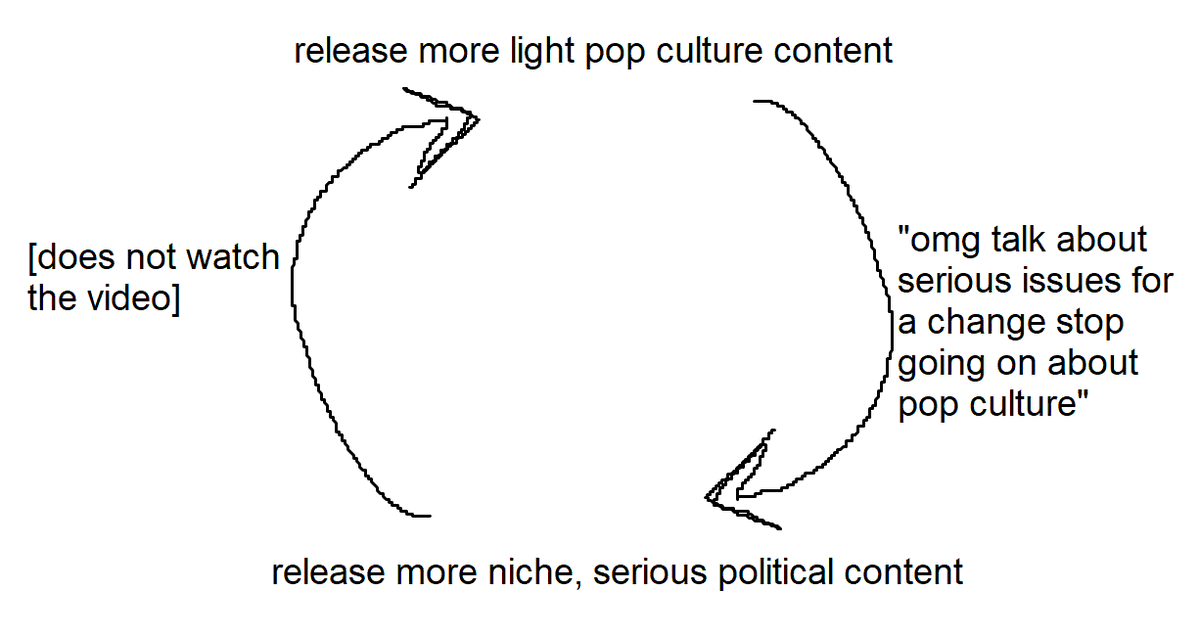 release more light pop culture content
[does not watch
the video]
"omg talk about
serious issues for
a change stop
going on about
pop culture"
release more niche, serious political content